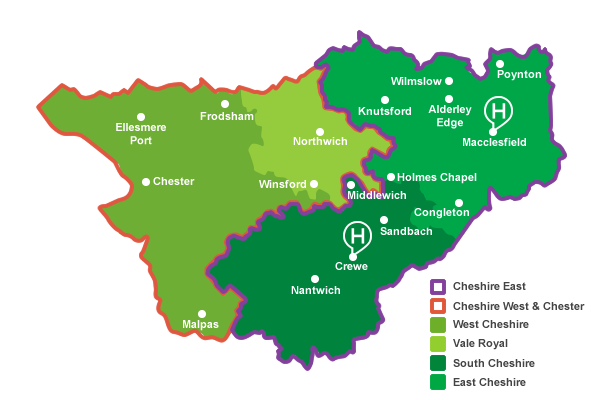 Wilmslow
Poynton
Knutsford
Alderley
Edge
H
Macclesfield
Frodsham
Ellesmere
Port
Northwich
Chester
Winsford
Holmes Chapel
Middlewich
Congleton
Sandbach
H
Crewe
Nantwich
Malpas
Cheshire East
Cheshire West & Chester
West Cheshire
Vale Royal
South Cheshire
East Cheshire